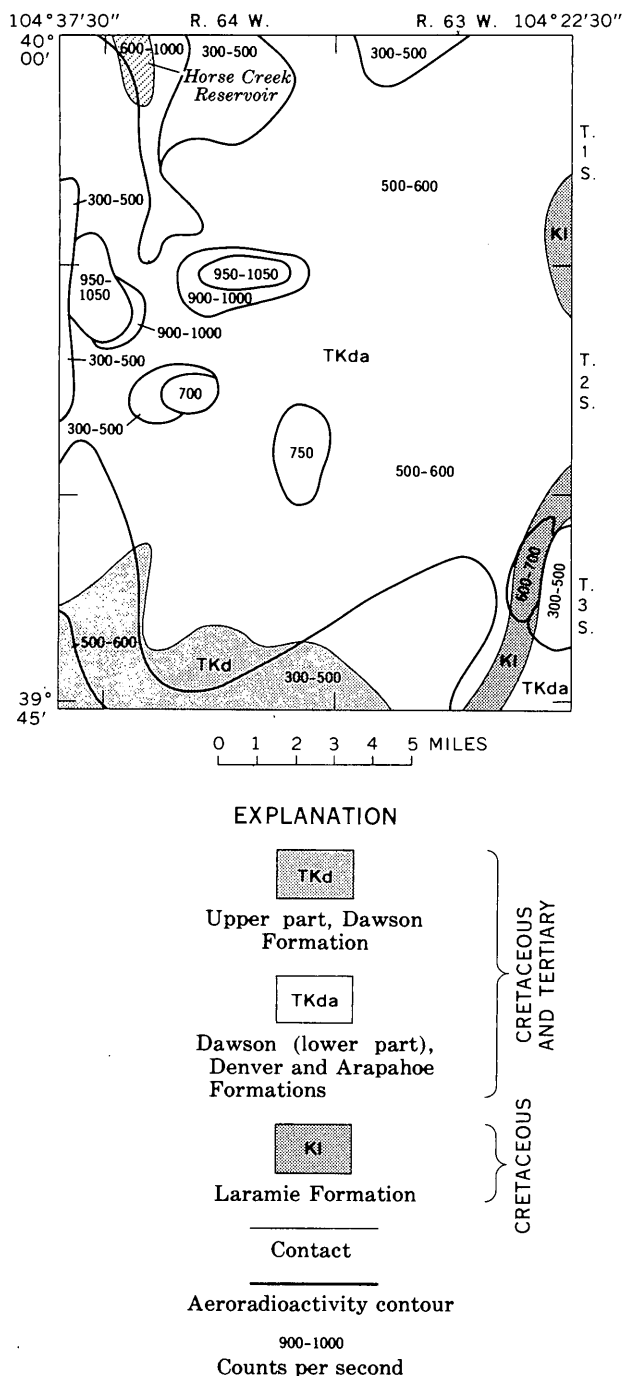 104°37'30" R. 64 W. R. 63 W. 104°22'30"
40°
00'
600-1000
300-500
300-500
Horse Creek
Reservoir
T.
1
S.
500-600
300-500
Kl
950-
1050
950-1050
900-1000
900-1000
TKda
300-500
T.
2
S.
700
300-500
750
500-600
600-700
300-500
T.
3
S.
500-600
TKd
300-500
Kl
TKda
39°
45'
0 1 2 3 4 5 MILES
EXPLANATION
TKd
Upper part, Dawson
Formation
TKda
Dawson (lower part),
Denver and Arapahoe
Formations
CRETACEOUS
AND TERTIARY
Kl
Laramie Formation
CRETACEOUS
Contact
Aeroradioactivity contour
900-1000
Counts per second